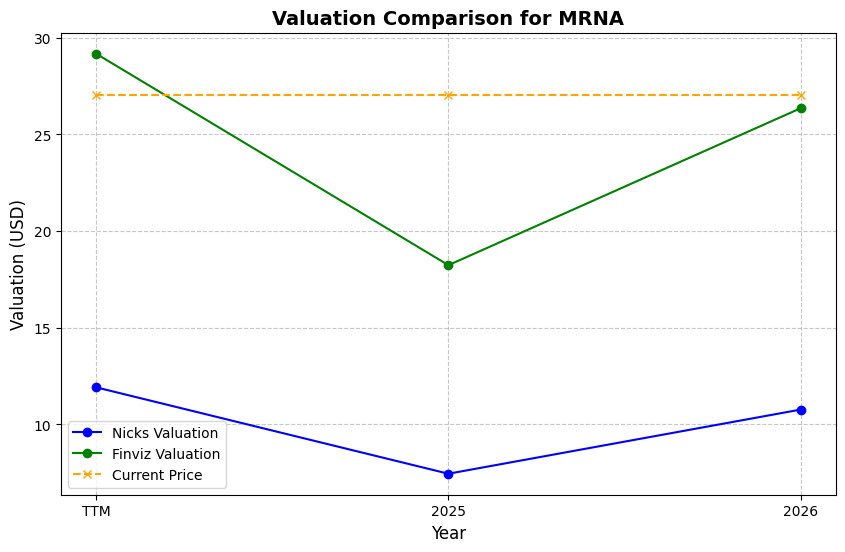 Valuation Comparison for MRNA
30
25
20
15
10
Valuation (USD)
Nicks Valuation
Finviz Valuation
Current Price
TTM
2025
2026
Year